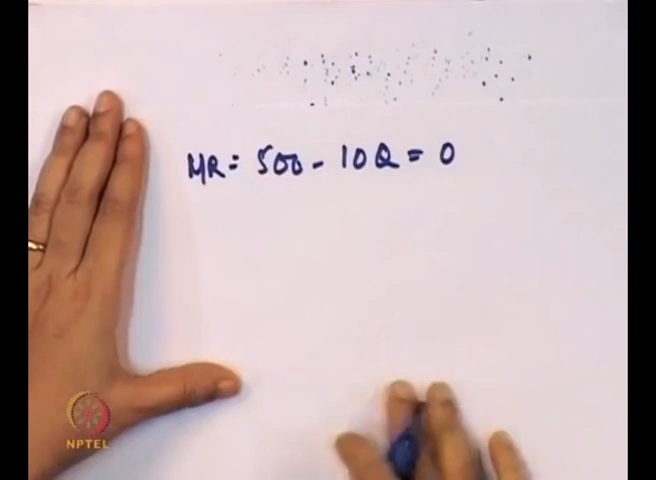 MR = 500 - 10Q = 0
NPTEL